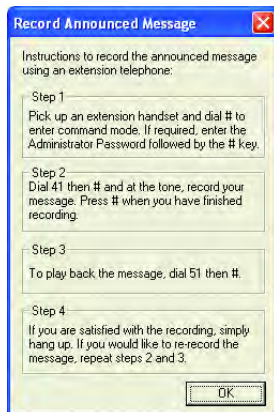 Record Announced Message
Instructions to record the announced message
using an extension telephone:
Step 1
Pick up an extension handset and dial # to
enter command mode. If required, enter the
Administrator Password followed by the # key.
Step 2
Dial 41 then # and at the tone, record your
message. Press # when you have finished
recording.
Step 3
To play back the message, dial 51 then #.
Step 4
If you are satisfied with the recording, simply
hang up. If you would like to re-record the
message, repeat steps 2 and 3.
OK